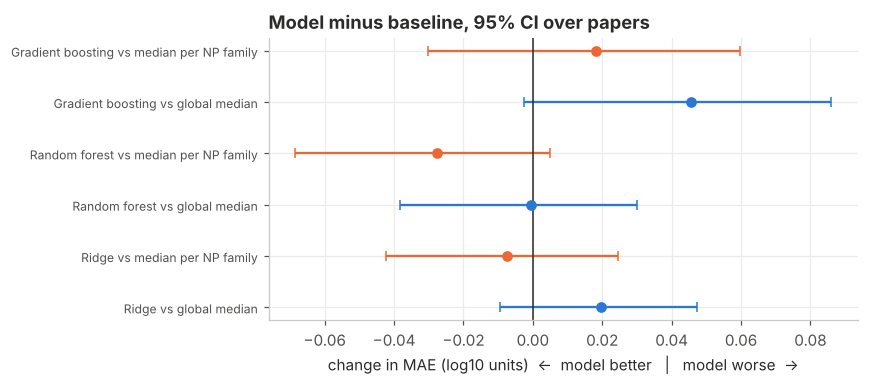 Model minus baseline, 95% CI over papers
Gradient boosting vs median per NP family
Gradient boosting vs global median
Random forest vs median per NP family
Random forest vs global median
Ridge vs median per NP family
Ridge vs global median
−0.06 −0.04 −0.02 0.00 0.02 0.04 0.06 0.08
change in MAE (log10 units) ← model better | model worse →